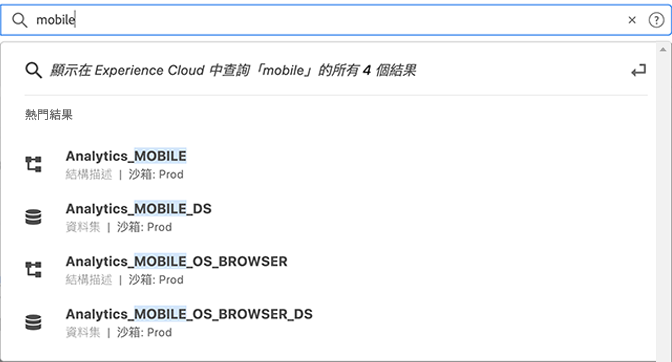 mobile
顯示在 Experience Cloud 中查詢「mobile」的所有 4 個結果
熱門結果
Analytics_MOBILE
結構描述 | 沙箱: Prod
Analytics_MOBILE_DS
資料集 | 沙箱: Prod
Analytics_MOBILE_OS_BROWSER
結構描述 | 沙箱: Prod
Analytics_MOBILE_OS_BROWSER_DS
資料集 | 沙箱: Prod